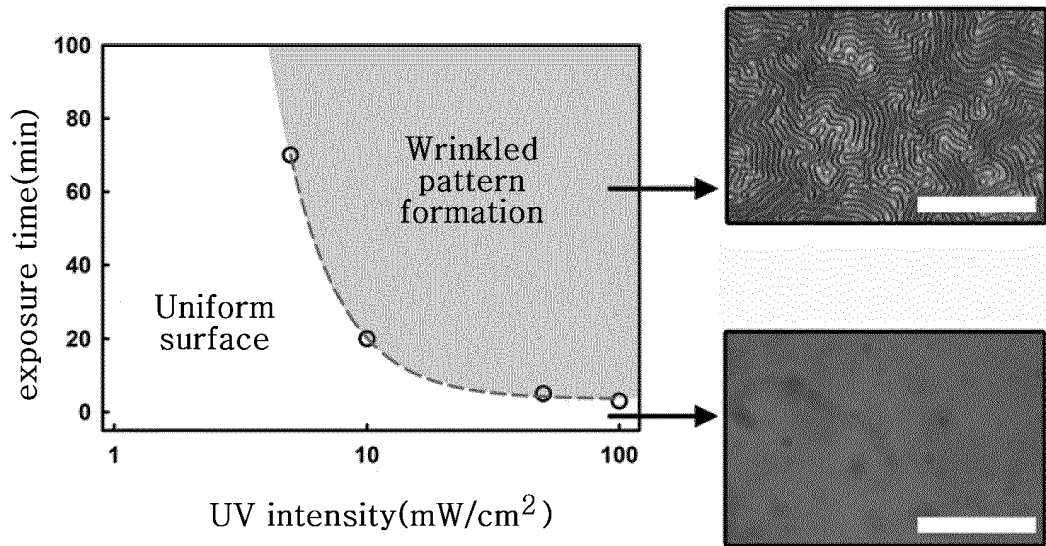 100
80
60
40
20
0
exposure time(min)
Wrinkled
pattern
formation
Uniform
surface
1
10
100
UV intensity(mW/cm²)